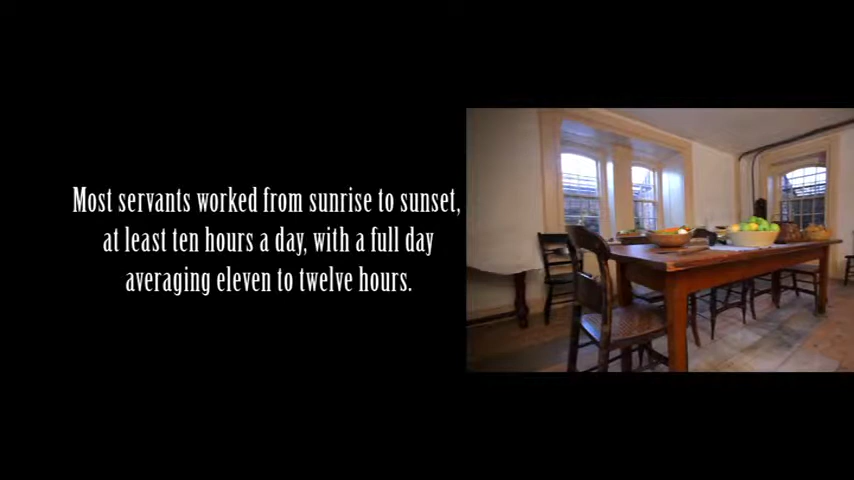 Most servants worked from sunrise to sunset,
at least ten hours a day, with a full day
averaging eleven to twelve hours.